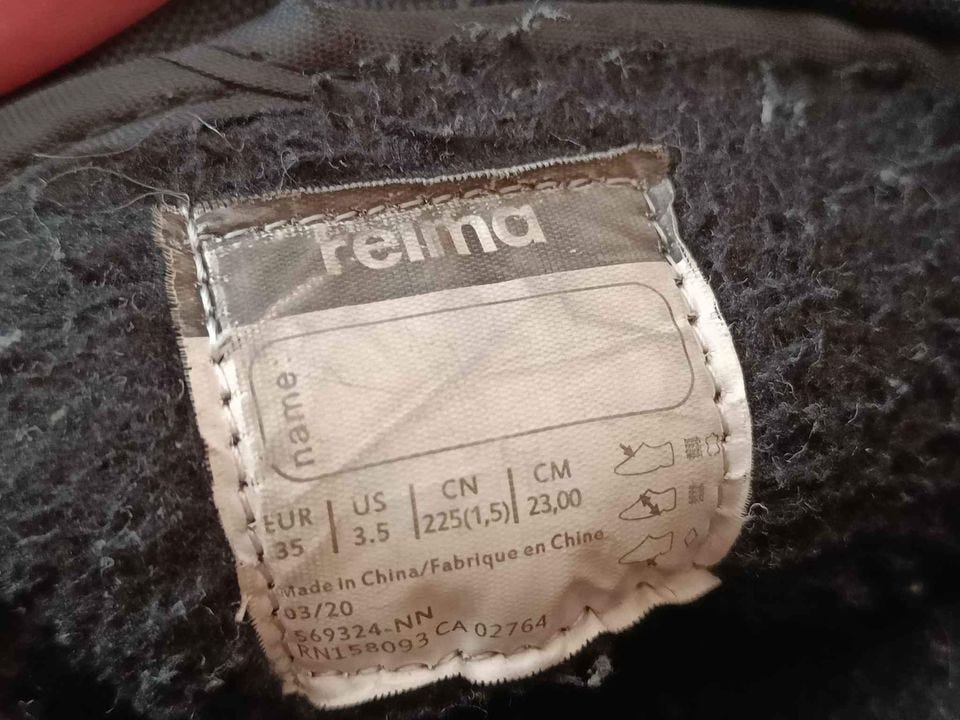 reima
name:
EUR | US | CN | CM
35 | 3.5 | 225(1,5) | 23,00
Made in China/Fabrique en Chine
03/20
569324-NN
RN158093 CA 02764